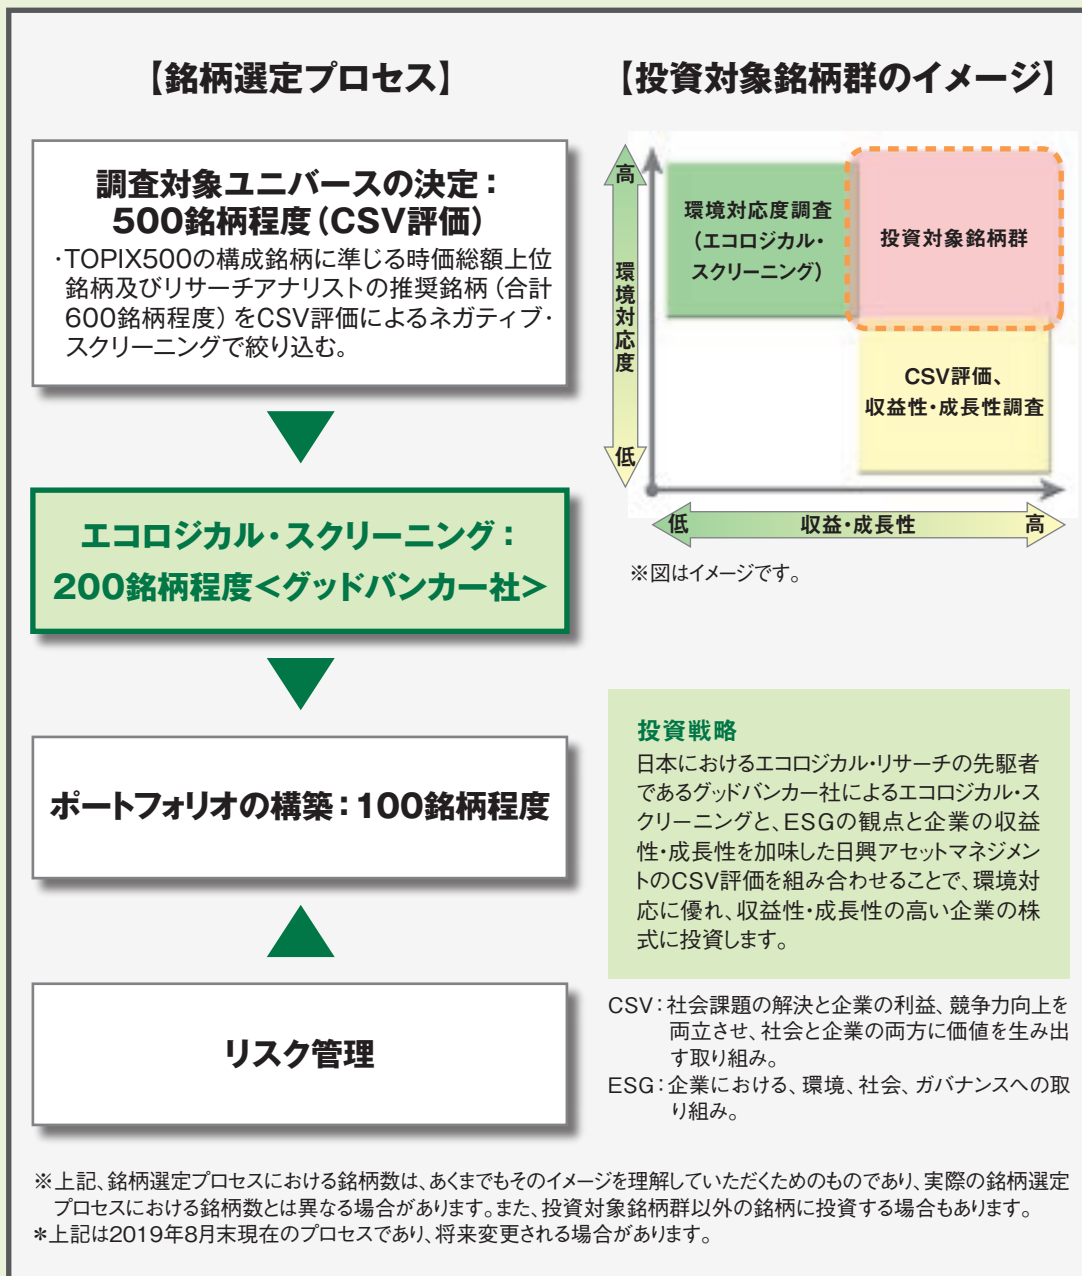 【銘柄選定プロセス】
調査対象ユニバースの決定：
500銘柄程度（CSV評価）
・TOPIX500の構成銘柄に準じる時価総額上位
銘柄及びリサーチアナリストの推奨銘柄（合計
600銘柄程度）をCSV評価によるネガティブ・
スクリーニングで絞り込む。
エコロジカル・スクリーニング：
200銘柄程度＜グッドバンカー社＞
ポートフォリオの構築：100銘柄程度
リスク管理
【投資対象銘柄群のイメージ】
高
環境対応度
低
環境対応度調査
（エコロジカル・
スクリーニング）
投資対象銘柄群
CSV評価、
収益性・成長性調査
低 収益・成長性 高
※図はイメージです。
投資戦略
日本におけるエコロジカル・リサーチの先駆者
であるグッドバンカー社によるエコロジカル・ス
クリーニングと、ESGの観点と企業の収益
性・成長性を加味した日興アセットマネジメン
トのCSV評価を組み合わせることで、環境対
応に優れ、収益性・成長性の高い企業の株
式に投資します。
CSV：社会課題の解決と企業の利益、競争力向上を
両立させ、社会と企業の両方に価値を生み出
す取り組み。
ESG：企業における、環境、社会、ガバナンスへの取
り組み。
※上記、銘柄選定プロセスにおける銘柄数は、あくまでもそのイメージを理解していただくためのものであり、実際の銘柄選定
プロセスにおける銘柄数とは異なる場合があります。また、投資対象銘柄群以外の銘柄に投資する場合もあります。
＊上記は2019年8月末現在のプロセスであり、将来変更される場合があります。